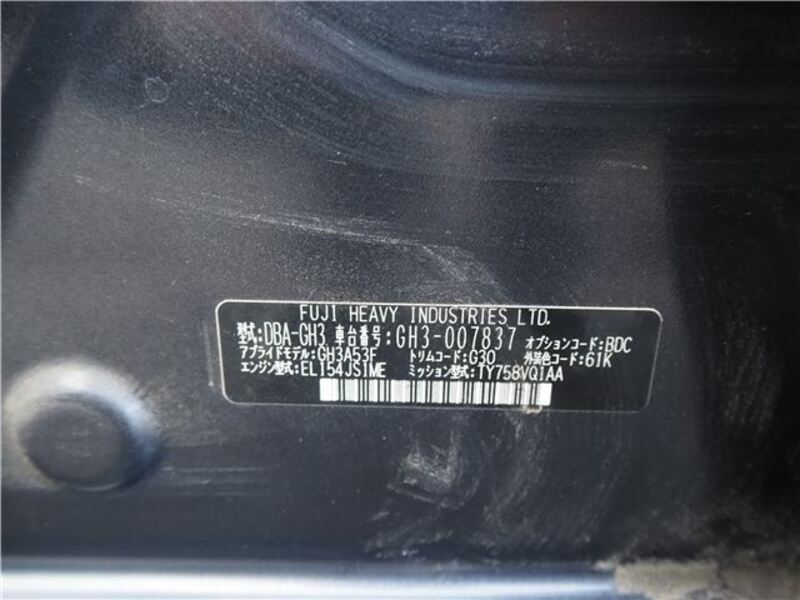 FUJI HEAVY INDUSTRIES LTD.
型式:DBA-GH3 車台番号:GH3-007837 オプションコード:BDC
アプライドモデル:GH3A53F トリムコード:G30 外装色コード:61K
エンジン型式:EL154JS1ME ミッション型式:TY758VQ1AA